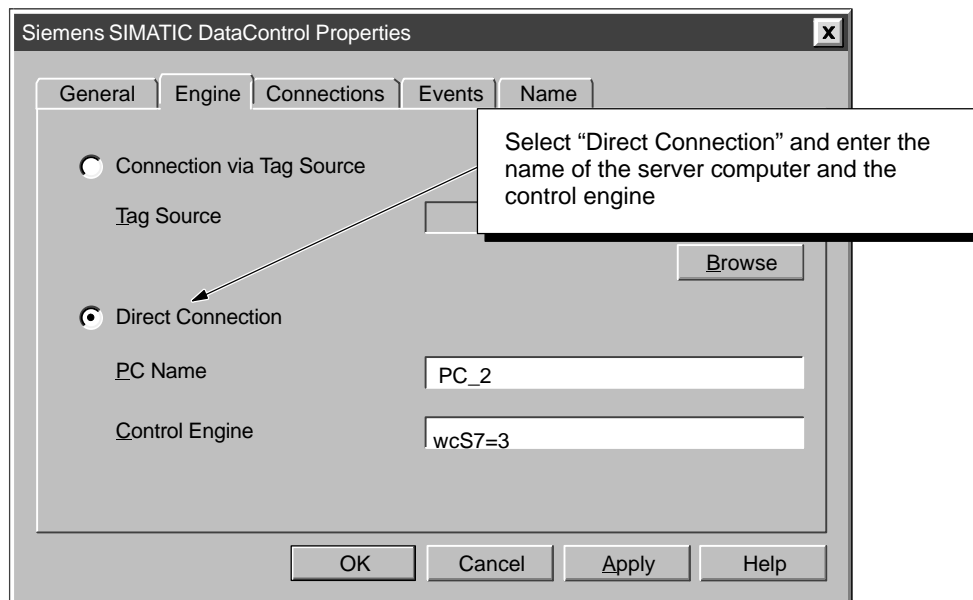 Siemens SIMATIC DataControl Properties
X
General Engine Connections Events Name
Select “Direct Connection” and enter the
name of the server computer and the
control engine
Connection via Tag Source
Tag Source
Browse
Direct Connection
PC Name PC_2
Control Engine wcS7=3
OK Cancel Apply Help